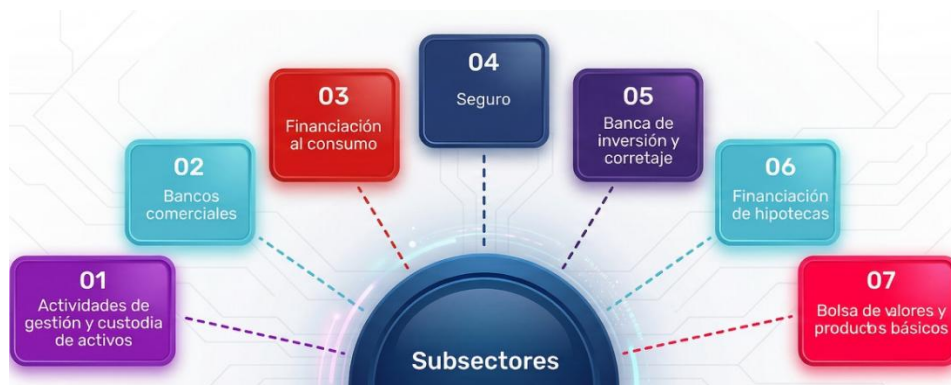 01
Actividades de
gestión y custodia
de activos
02
Bancos
comerciales
03
Financiación
al consumo
04
Seguro
05
Banca de
inversión y
corretaje
06
Financiación
de hipotecas
07
Bolsa de valores y
productos básicos
Subsectores